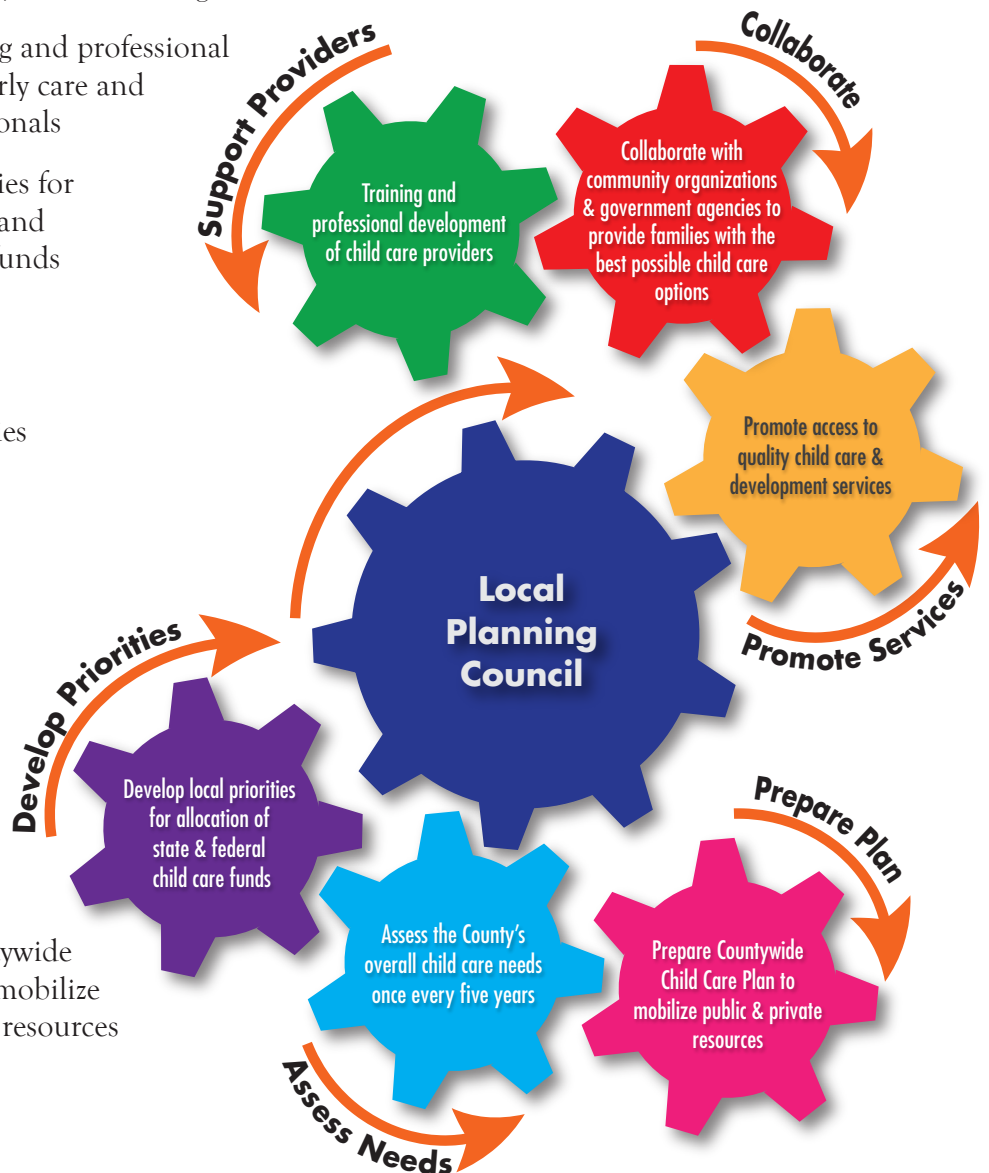 g and professional
rly care and
onals
ies for
and
unds
es
ywide
mobilize
resources
Support Providers
Training and
professional development
of child care providers
Collaborate
Collaborate with
community organizations
& government agencies to
provide families with the
best possible child care
options
Promote access to
quality child care &
development services
Promote Services
Local
Planning
Council
Develop Priorities
Develop local priorities
for allocation of
state & federal
child care funds
Assess the County's
overall child care needs
once every five years
Assess Needs
Prepare Plan
Prepare Countywide
Child Care Plan to
mobilize public & private
resources